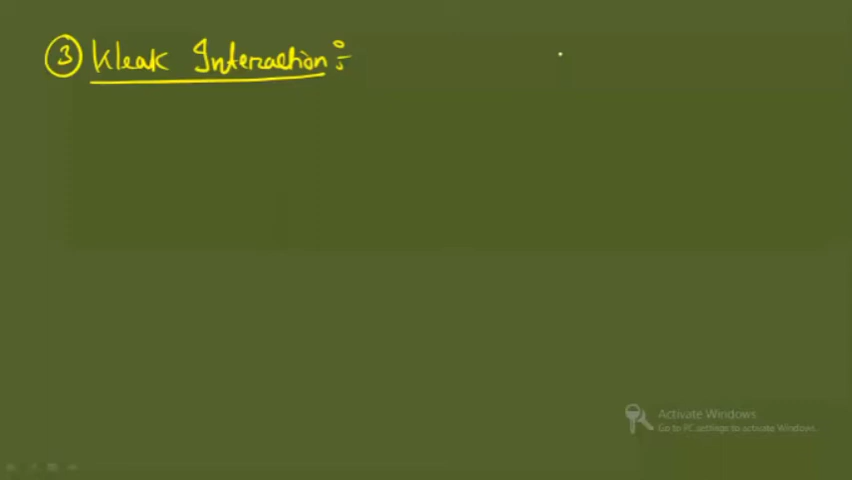 ③ Weak Interaction :-
Activate Windows
Go to PC settings to activate Windows.